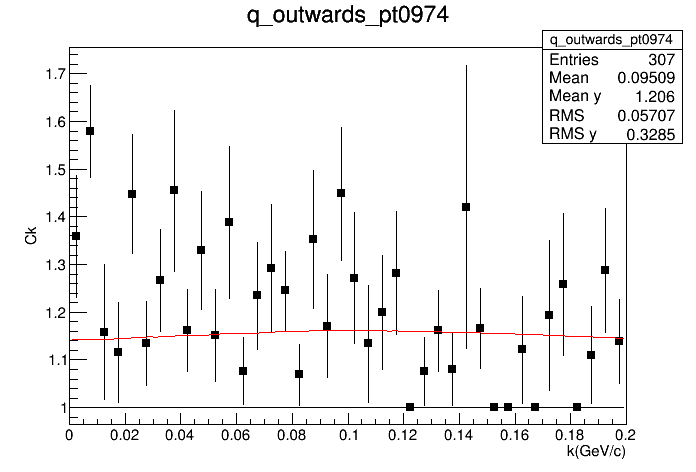 q_outwards_pt0974
q_outwards_pt0974
Entries 307
Mean 0.09509
Mean y 1.206
RMS 0.05707
RMS y 0.3285
Ck
1.7
1.6
1.5
1.4
1.3
1.2
1.1
1
0 0.02 0.04 0.06 0.08 0.1 0.12 0.14 0.16 0.18 0.2
k(GeV/c)